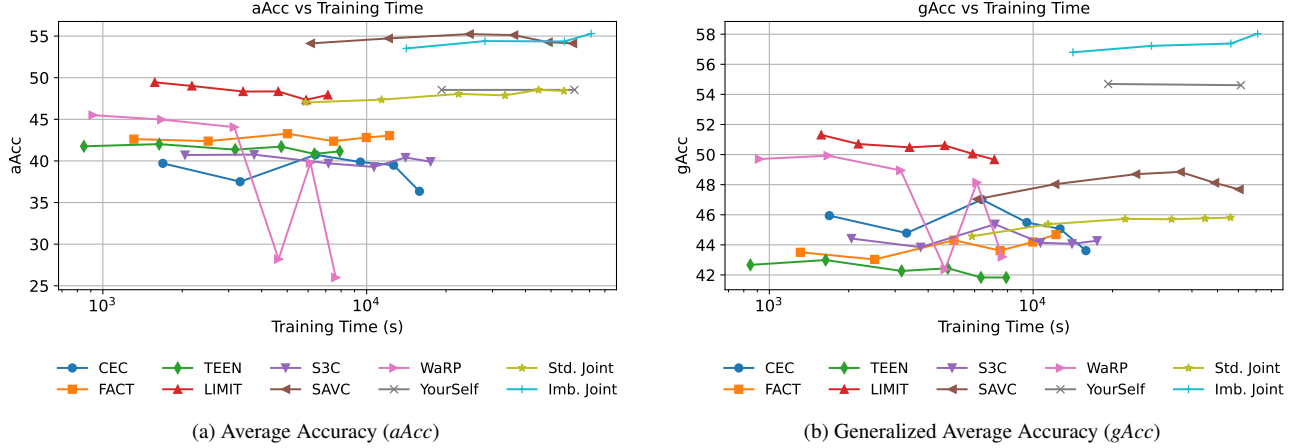 aAcc vs Training Time
55
50
45
40
35
30
25
aAcc
10³ 10⁴
Training Time (s)
CEC TEEN S3C WaRP Std. Joint
FACT LIMIT SAVC YourSelf Imb. Joint
(a) Average Accuracy (aAcc)
gAcc vs Training Time
58
56
54
52
50
48
46
44
42
gAcc
10³ 10⁴
Training Time (s)
CEC TEEN S3C WaRP Std. Joint
FACT LIMIT SAVC YourSelf Imb. Joint
(b) Generalized Average Accuracy (gAcc)